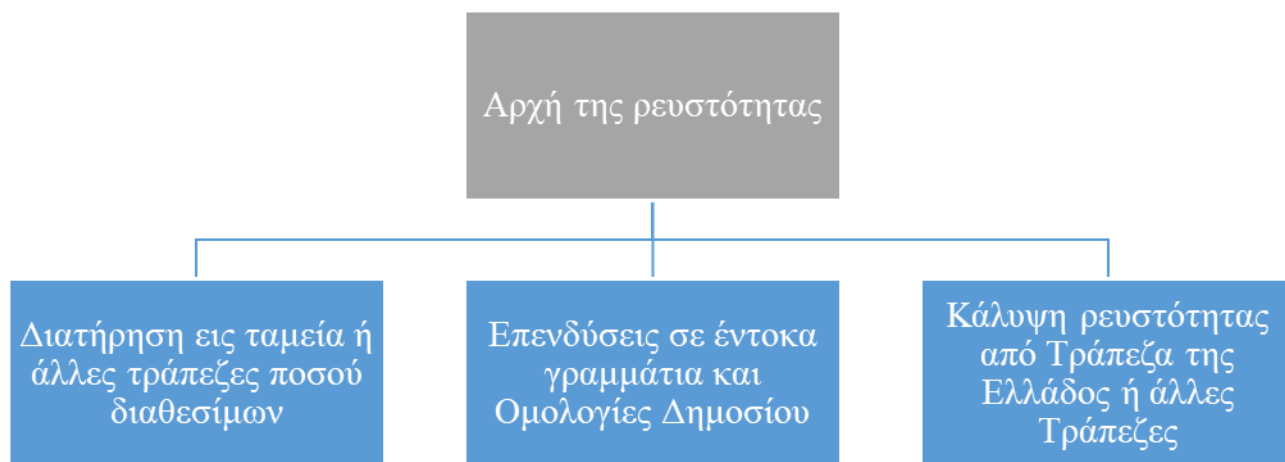 Αρχή της ρευστότητας
Διατήρηση εις ταμεία ή
άλλες τράπεζες ποσού
διαθεσίμων
Επενδύσεις σε έντοκα
γραμμάτια και
Ομολογίες Δημοσίου
Κάλυψη ρευστότητας
από Τράπεζα της
Ελλάδος ή άλλες
Τράπεζες